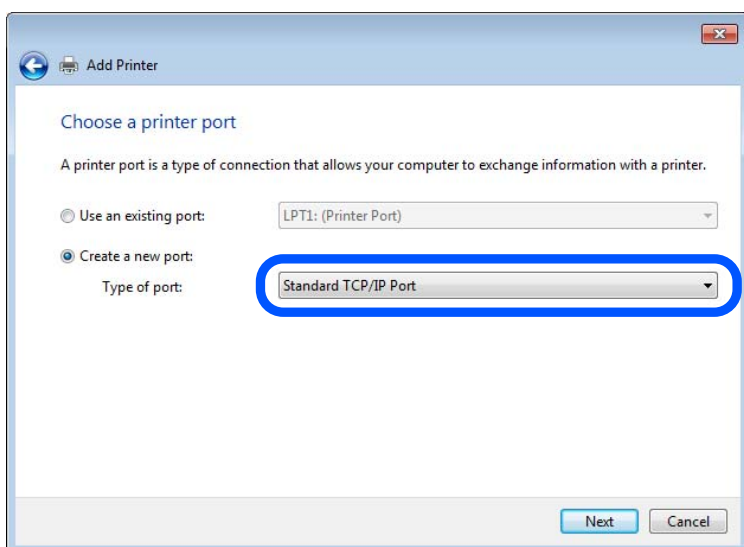 Add Printer
Choose a printer port
A printer port is a type of connection that allows your computer to exchange information with a printer.
Use an existing port: LPT1: (Printer Port)
Create a new port:
Type of port: Standard TCP/IP Port
Next Cancel